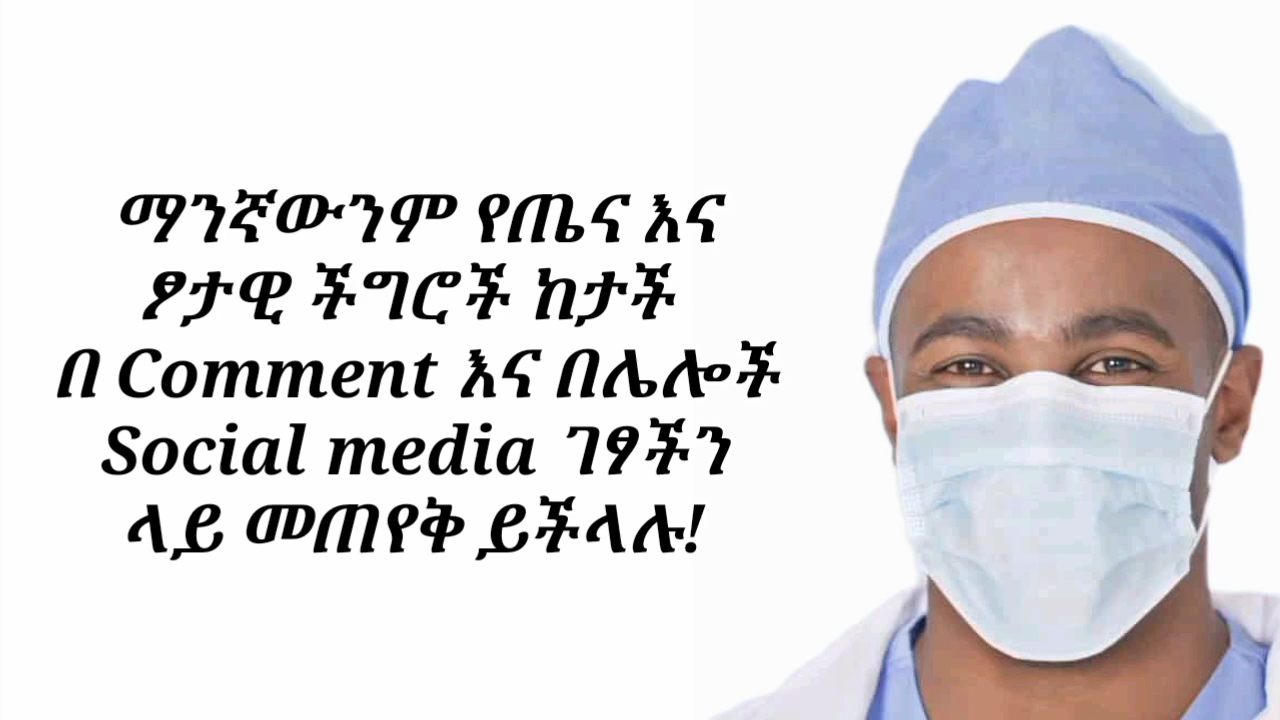 ማንኛውንም የጤና እና
ፆታዊ ችግሮች ከታች
በ Comment እና በሌሎች
Social media ገፃችን
ላይ መጠየቅ ይችላሉ!